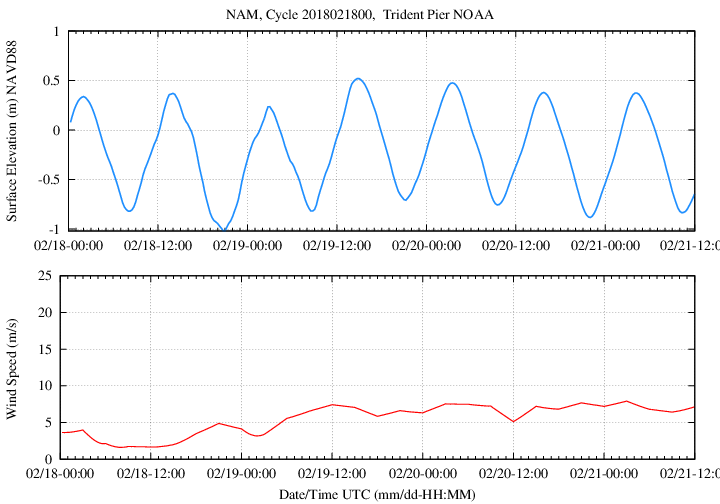 NAM, Cycle 2018021800,  Trident Pier NOAA
Surface Elevation (m) NAVD88
1
0.5
0
-0.5
-1
02/18-00:00 02/18-12:00 02/19-00:00 02/19-12:00 02/20-00:00 02/20-12:00 02/21-00:00 02/21-12:0
Wind Speed (m/s)
25
20
15
10
5
0
02/18-00:00 02/18-12:00 02/19-00:00 02/19-12:00 02/20-00:00 02/20-12:00 02/21-00:00 02/21-12:0
Date/Time UTC (mm/dd-HH:MM)